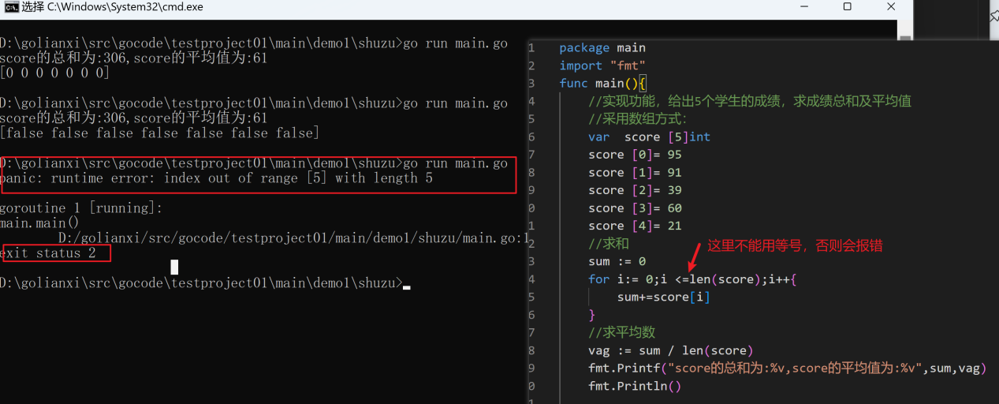 选择 C:\Windows\System32\cmd.exe
D:\golianxi\src\gocode\testproject01\main\demo1\shuzu>go run main.go
score的总和为:306,score的平均值为:61
[0 0 0 0 0 0 0]
D:\golianxi\src\gocode\testproject01\main\demo1\shuzu>go run main.go
score的总和为:306,score的平均值为:61
[false false false false false false false]
D:\golianxi\src\gocode\testproject01\main\demo1\shuzu>go run main.go
panic: runtime error: index out of range [5] with length 5
goroutine 1 [running]:
main.main()
D:/golianxi/src/gocode/testproject01/main/demo1/shuzu/main.go:1
exit status 2
D:\golianxi\src\gocode\testproject01\main\demo1\shuzu>
1 package main
2 import "fmt"
3 func main(){
4 //实现功能，给出5个学生的成绩，求成绩总和及平均值
5 //采用数组方式：
6 var  score [5]int
7 score [0]= 95
8 score [1]= 91
9 score [2]= 39
0 score [3]= 60
1 score [4]= 21
2 //求和
这里不能用等号，否则会报错
3 sum := 0
4 for i:= 0;i <=len(score);i++{
5 sum+=score[i]
6 }
7 //求平均数
8 vag := sum / len(score)
9 fmt.Printf("score的总和为:%v,score的平均值为:%v",sum,vag)
0 fmt.Println()